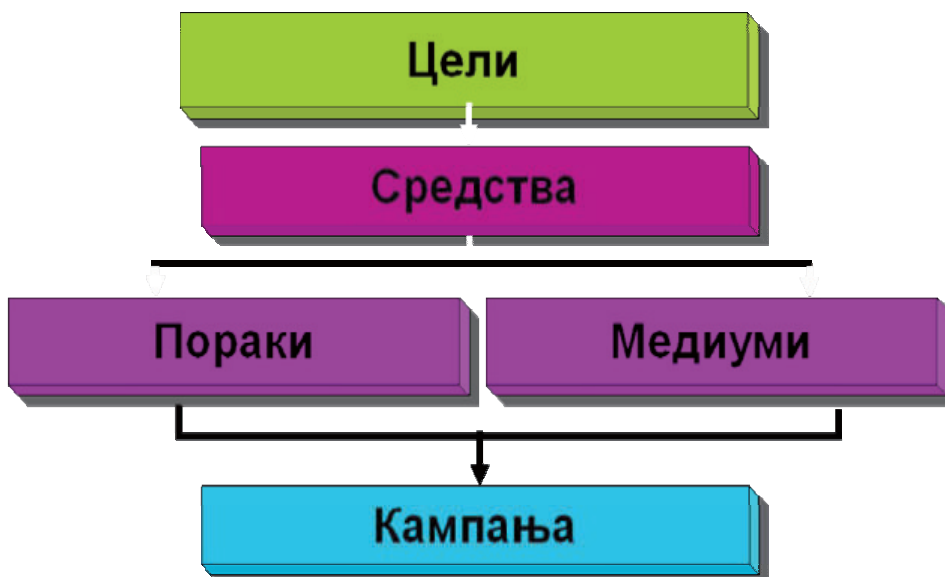 Цели
Средства
Пораки
Медиуми
Кампања